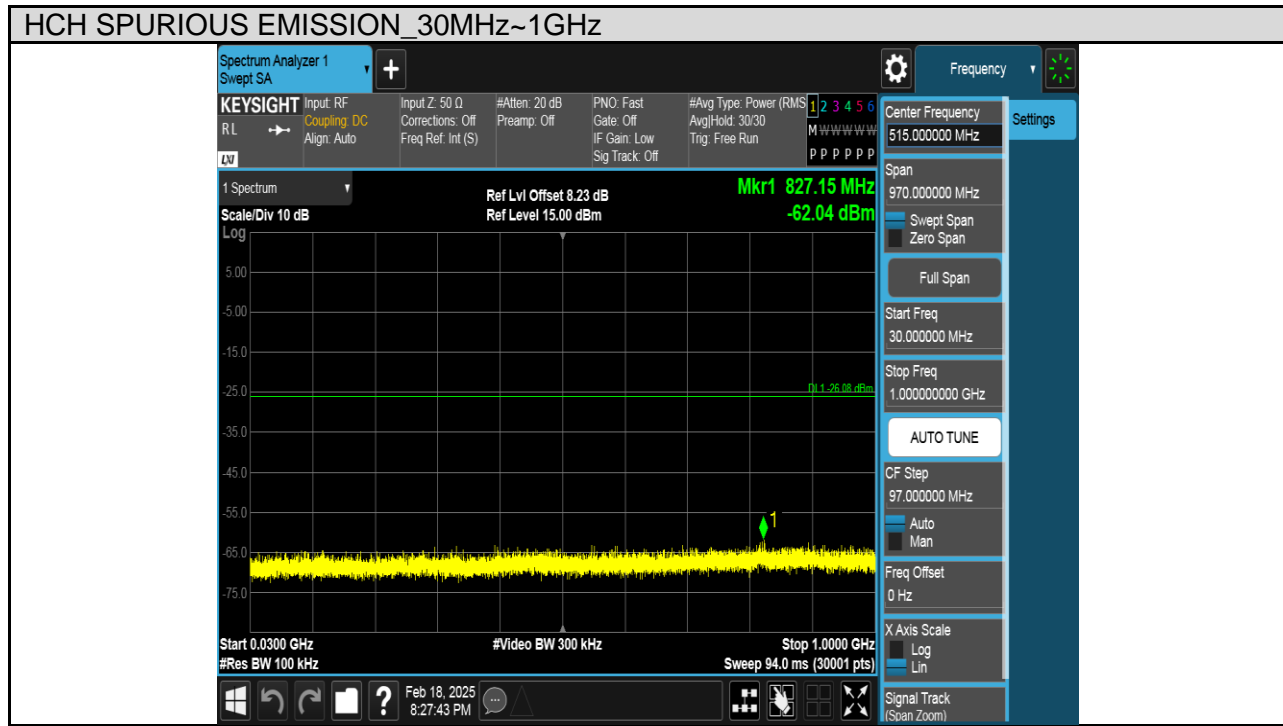 HCH SPURIOUS EMISSION_30MHz~1GHz
Spectrum Analyzer 1
Swept SA
+
Frequency
KEYSIGHT
RL
LXI
Input: RF
Coupling: DC
Align: Auto
Input Z: 50 Ω
Corrections: Off
Freq Ref: Int (S)
#Atten: 20 dB
Preamp: Off
PNO: Fast
Gate: Off
IF Gain: Low
Sig Track: Off
#Avg Type: Power (RMS
Avg|Hold: 30/30
Trig: Free Run
1 2 3 4 5 6
M W W W W W
P P P P P P
1 Spectrum
Scale/Div 10 dB
Ref Lvl Offset 8.23 dB
Ref Level 15.00 dBm
Mkr1 827.15 MHz
-62.04 dBm
Log
5.00
-5.00
-15.0
-25.0
DL1 -26.08 dBm
-35.0
-45.0
-55.0
1
-65.0
-75.0
Start 0.0300 GHz
#Res BW 100 kHz
#Video BW 300 kHz
Stop 1.0000 GHz
Sweep 94.0 ms (30001 pts)
?
Feb 18, 2025
8:27:43 PM
Center Frequency
515.000000 MHz
Span
970.000000 MHz
Swept Span
Zero Span
Full Span
Start Freq
30.000000 MHz
Stop Freq
1.000000000 GHz
AUTO TUNE
CF Step
97.000000 MHz
Auto
Man
Freq Offset
0 Hz
X Axis Scale
Log
Lin
Signal Track
(Span Zoom)
Settings